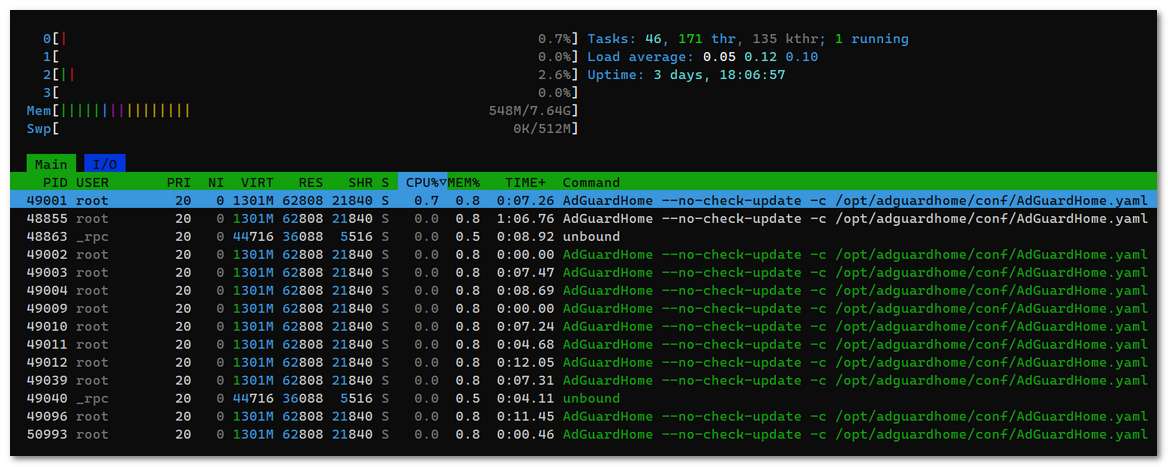 0[| 0.7%] Tasks: 46, 171 thr, 135 kthr; 1 running
1[ 0.0%] Load average: 0.05 0.12 0.10
2[|| 2.6%] Uptime: 3 days, 18:06:57
3[ 0.0%]
Mem[|||||||||||||||| 548M/7.64G]
Swp[ 0K/512M]
Main I/O
PID USER PRI NI VIRT RES SHR S CPU%▽MEM% TIME+ Command
49001 root 20 0 1301M 62808 21840 S 0.7 0.8 0:07.26 AdGuardHome --no-check-update -c /opt/adguardhome/conf/AdGuardHome.yaml
48855 root 20 0 1301M 62808 21840 S 0.0 0.8 1:06.76 AdGuardHome --no-check-update -c /opt/adguardhome/conf/AdGuardHome.yaml
48863 _rpc 20 0 44716 36088 5516 S 0.0 0.5 0:08.92 unbound
49002 root 20 0 1301M 62808 21840 S 0.0 0.8 0:00.00 AdGuardHome --no-check-update -c /opt/adguardhome/conf/AdGuardHome.yaml
49003 root 20 0 1301M 62808 21840 S 0.0 0.8 0:07.47 AdGuardHome --no-check-update -c /opt/adguardhome/conf/AdGuardHome.yaml
49004 root 20 0 1301M 62808 21840 S 0.0 0.8 0:08.69 AdGuardHome --no-check-update -c /opt/adguardhome/conf/AdGuardHome.yaml
49009 root 20 0 1301M 62808 21840 S 0.0 0.8 0:00.00 AdGuardHome --no-check-update -c /opt/adguardhome/conf/AdGuardHome.yaml
49010 root 20 0 1301M 62808 21840 S 0.0 0.8 0:07.24 AdGuardHome --no-check-update -c /opt/adguardhome/conf/AdGuardHome.yaml
49011 root 20 0 1301M 62808 21840 S 0.0 0.8 0:04.68 AdGuardHome --no-check-update -c /opt/adguardhome/conf/AdGuardHome.yaml
49012 root 20 0 1301M 62808 21840 S 0.0 0.8 0:12.05 AdGuardHome --no-check-update -c /opt/adguardhome/conf/AdGuardHome.yaml
49039 root 20 0 1301M 62808 21840 S 0.0 0.8 0:07.31 AdGuardHome --no-check-update -c /opt/adguardhome/conf/AdGuardHome.yaml
49040 _rpc 20 0 44716 36088 5516 S 0.0 0.5 0:04.11 unbound
49096 root 20 0 1301M 62808 21840 S 0.0 0.8 0:11.45 AdGuardHome --no-check-update -c /opt/adguardhome/conf/AdGuardHome.yaml
50993 root 20 0 1301M 62808 21840 S 0.0 0.8 0:00.46 AdGuardHome --no-check-update -c /opt/adguardhome/conf/AdGuardHome.yaml